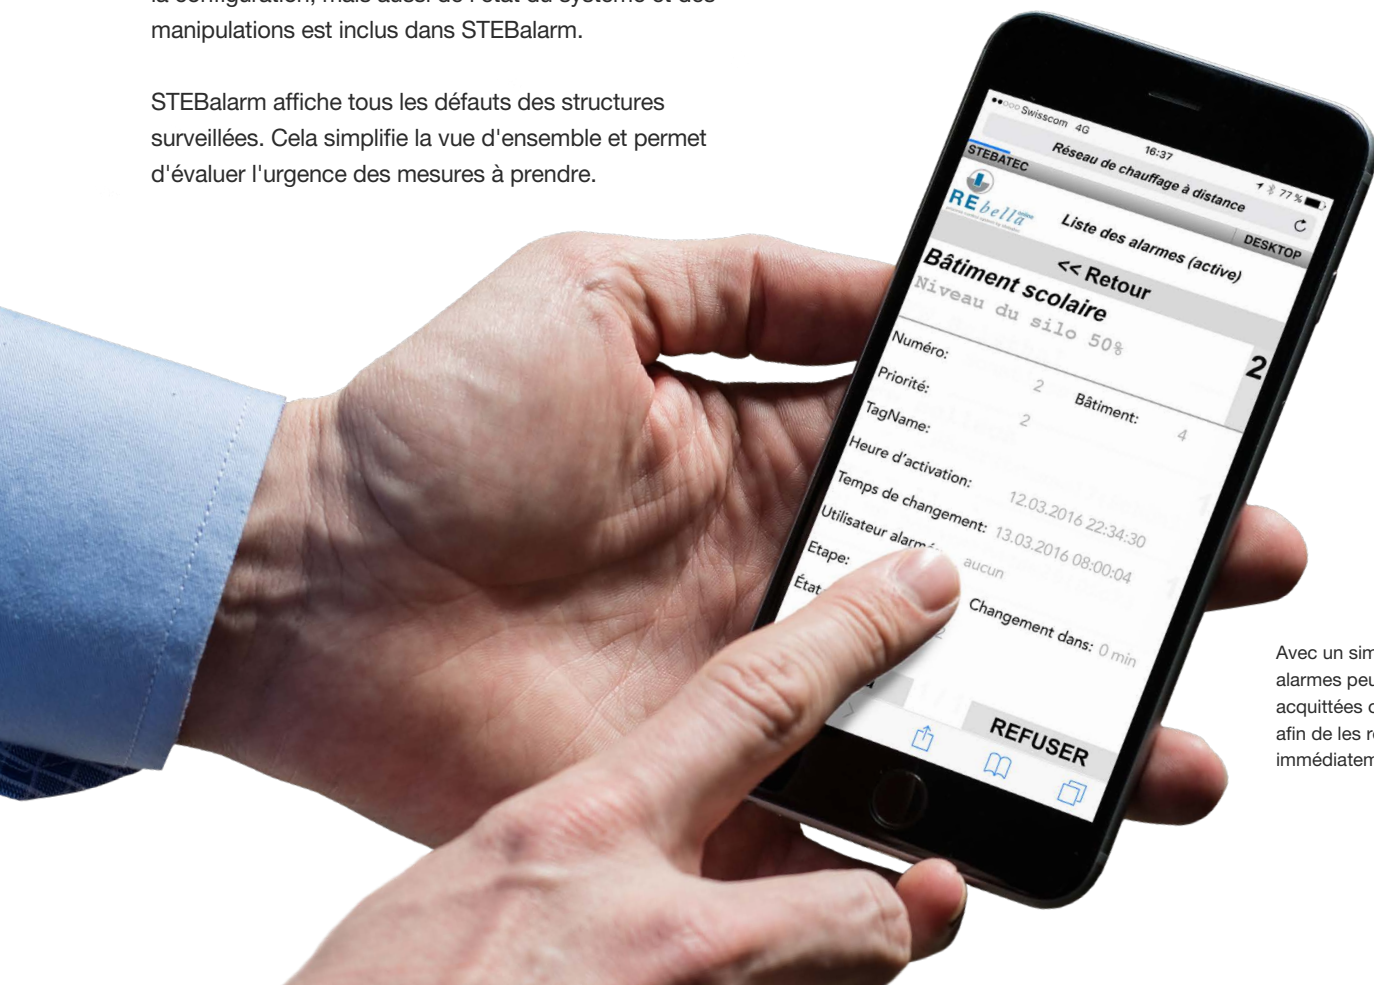 manipulations est inclus dans STEBalarm.
STEBalarm affiche tous les défauts des structures
surveillées. Cela simplifie la vue d'ensemble et permet
d'évaluer l'urgence des mesures à prendre.
Swisscom 4G 16:37 77 %
Réseau de chauffage à distance
STEBATEC DESKTOP
REbella
Liste des alarmes (active)
<< Retour
Bâtiment scolaire
Niveau du silo 50%
2
Numéro: 2 Bâtiment: 4
Priorité: 2
TagName:
Heure d'activation: 12.03.2016 22:34:30
Temps de changement: 13.03.2016 08:00:04
Utilisateur alarmé: aucun
Etape: Changement dans: 0 min
État
2
REFUSER
Avec un sim
alarmes peu
acquittées
afin de les
immédiatem